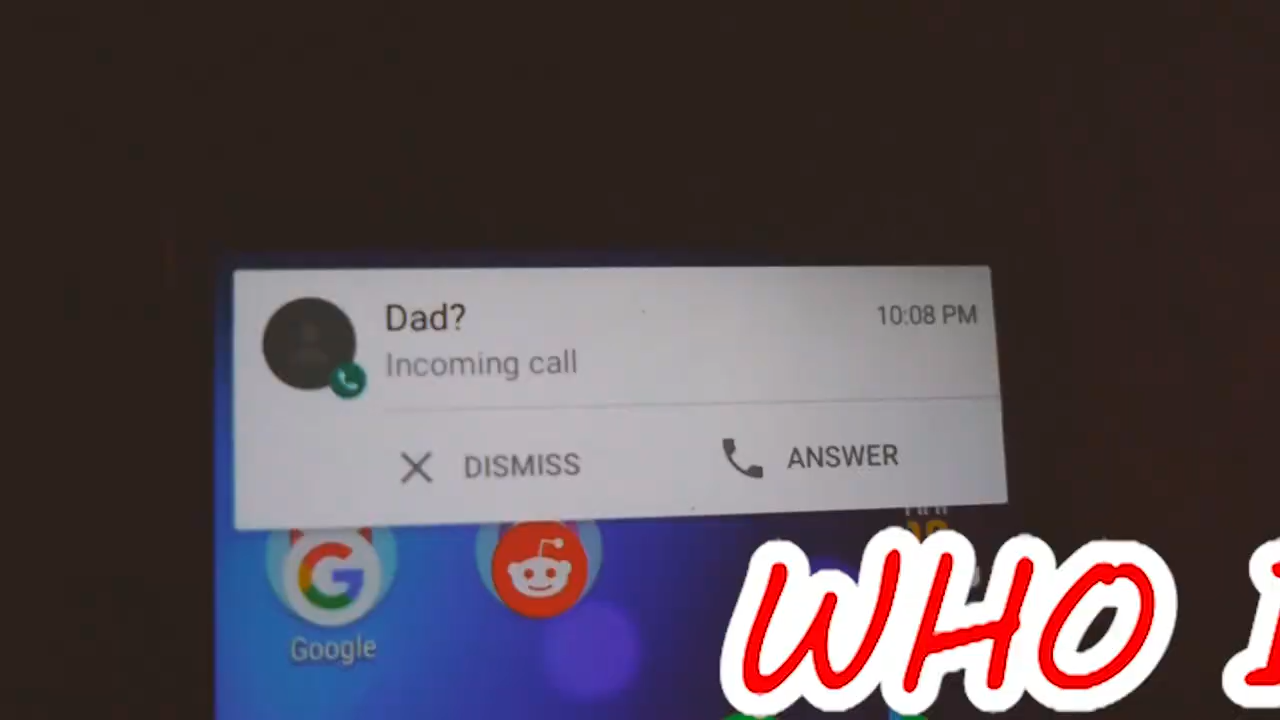 Dad?
10:08 PM
Incoming call
DISMISS
ANSWER
Google
WHO